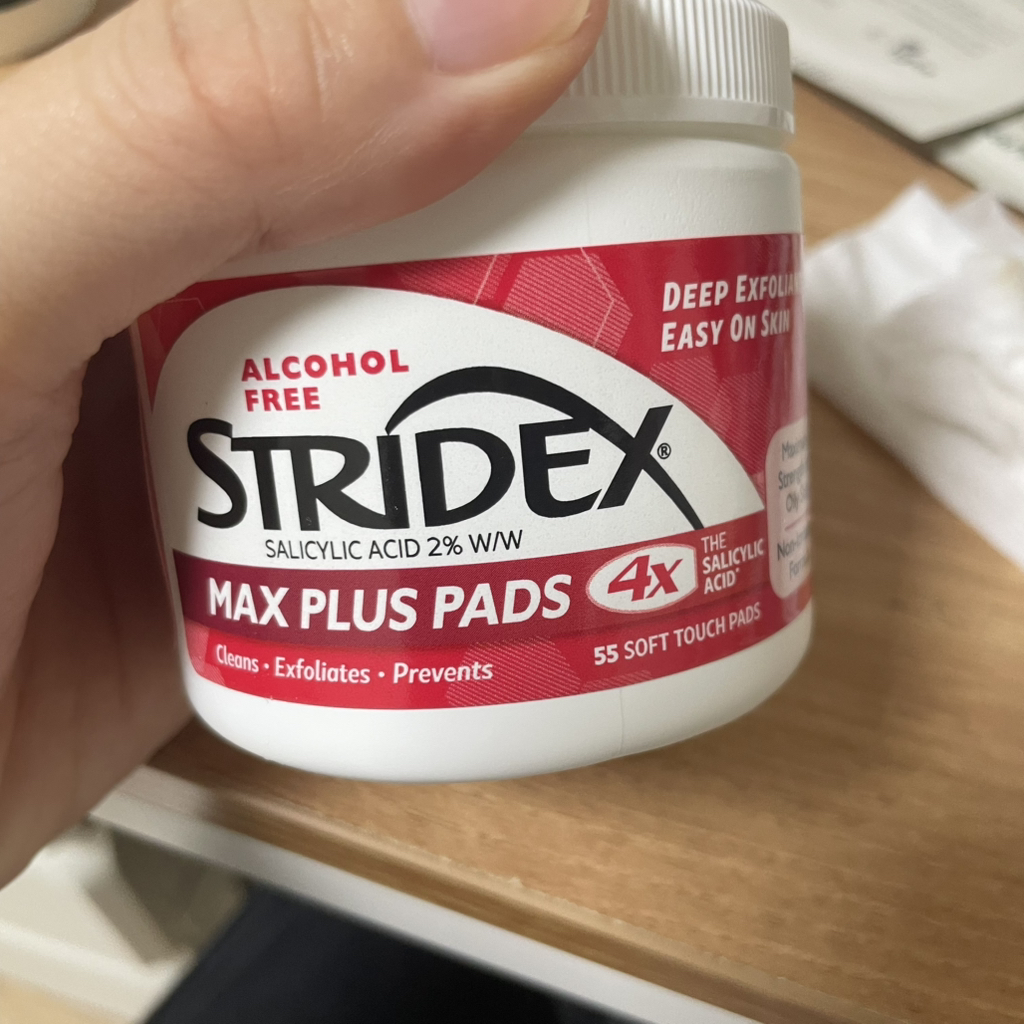 ALCOHOL
FREE
STRIDEX®
SALICYLIC ACID 2% W/W
MAX PLUS PADS
4x
THE
SALICYLIC
ACID*
Cleans • Exfoliates • Prevents
55 SOFT TOUCH PADS
DEEP
EASY ON SKIN